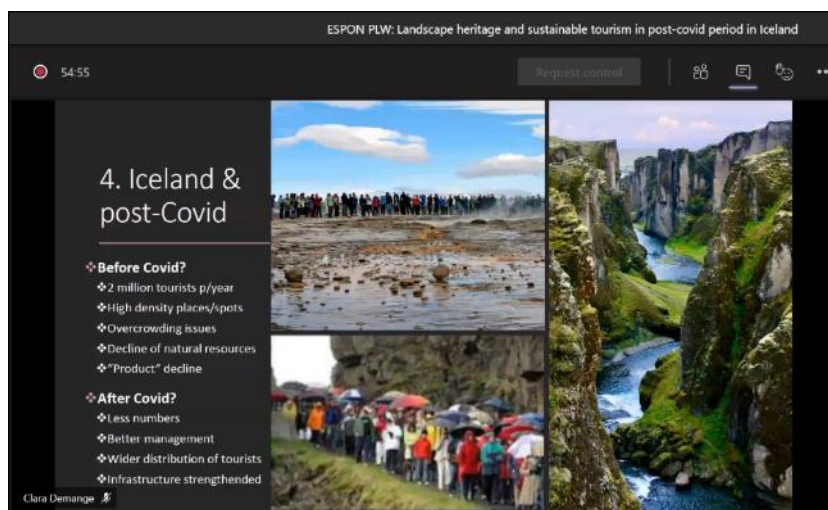 ESPON PLW: Landscape heritage and sustainable tourism in post-covid period in Iceland
54:55
Request control
4. Iceland &
post-Covid
❖Before Covid?
❖2 million tourists p/year
❖High density places/spots
❖Overcrowding issues
❖Decline of natural resources
❖"Product" decline
❖After Covid?
❖Less numbers
❖Better management
❖Wider distribution of tourists
❖Infrastructure strengthended
Clara Demange